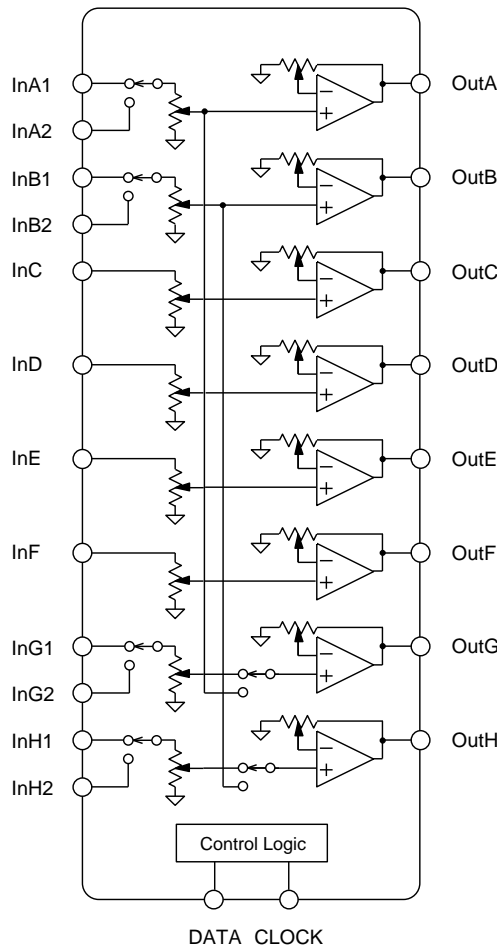 InA1
OutA
InA2
InB1
OutB
InB2
InC
OutC
InD
OutD
InE
OutE
InF
OutF
InG1
OutG
InG2
InH1
OutH
InH2
Control Logic
DATA CLOCK